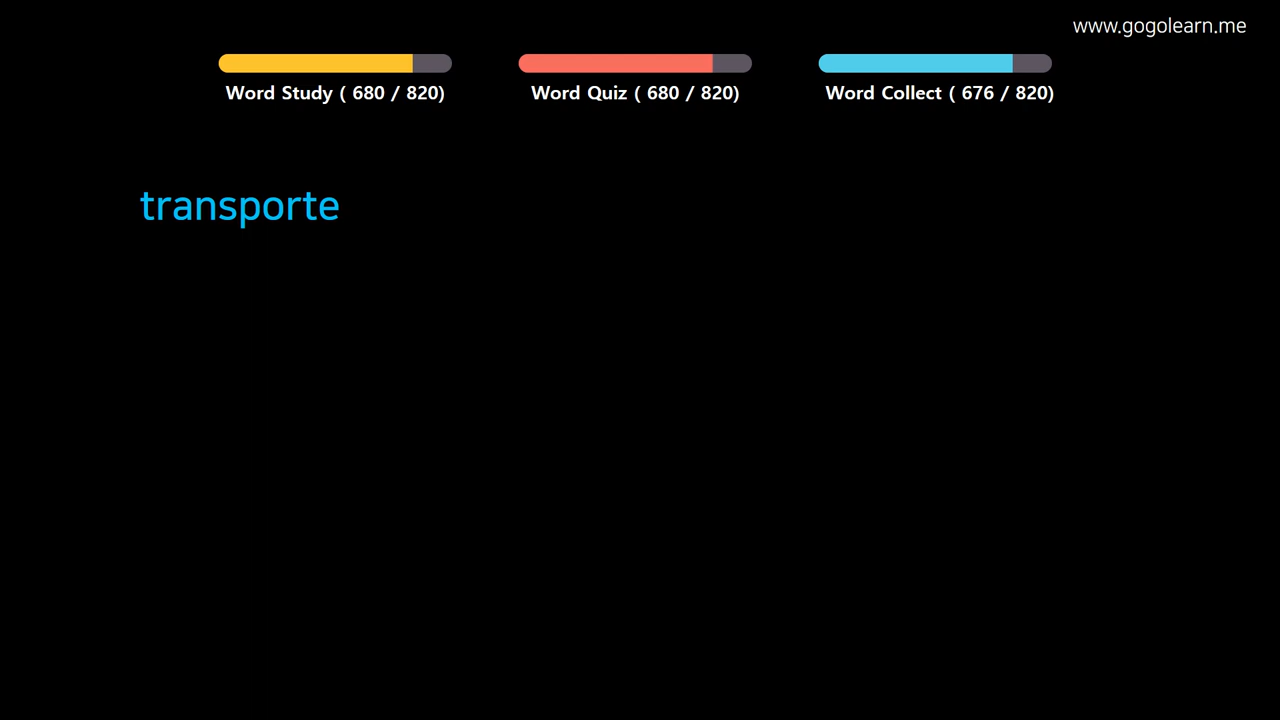 www.gogolearn.me
Word Study ( 680 / 820)
Word Quiz ( 680 / 820)
Word Collect ( 676 / 820)
transporte